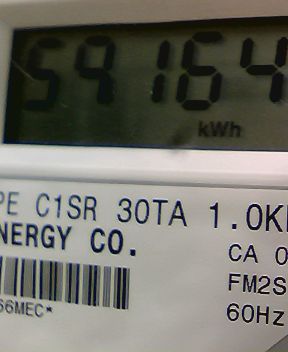 59164
kWh
PE C1SR 30TA 1.0K
NERGY CO.
CA 0
FM2S
66MEC*
60Hz